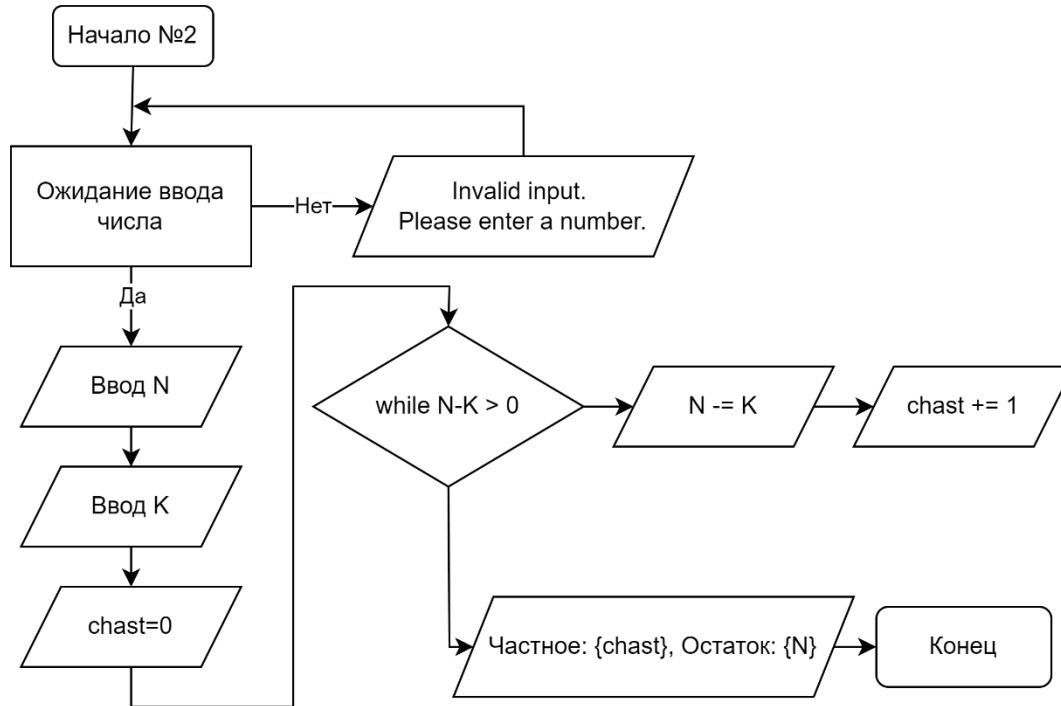 Начало №2
Ожидание ввода
числа
Нет
Invalid input.
Please enter a number.
Да
Ввод N
Ввод K
chast=0
while N-K > 0
N -= K
chast += 1
Частное: {chast}, Остаток: {N}
Конец